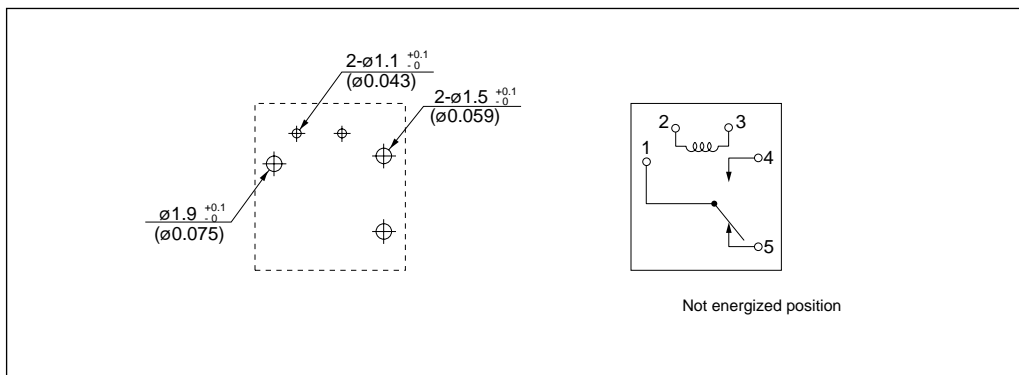 2-ø1.1 +0.1 - 0
(ø0.043)
2-ø1.5 +0.1 - 0
(ø0.059)
ø1.9 +0.1 - 0
(ø0.075)
2 3
1
4
5
Not energized position